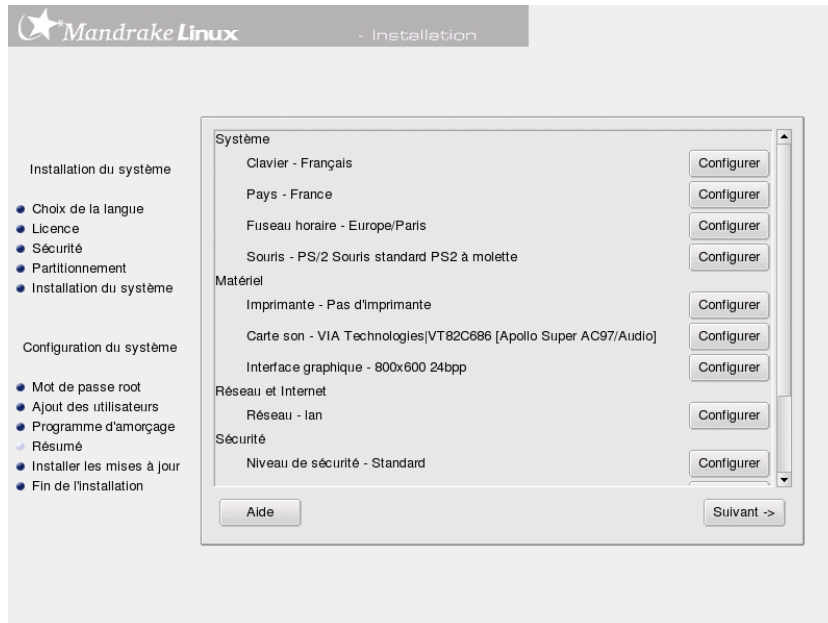 Mandrake Linux
- Installation
Installation du système
Choix de la langue
Licence
Sécurité
Partitionnement
Installation du système
Configuration du système
Mot de passe root
Ajout des utilisateurs
Programme d'amorçage
Résumé
Installer les mises à jour
Fin de l'installation
Système
Clavier - Français Configurer
Pays - France Configurer
Fuseau horaire - Europe/Paris Configurer
Souris - PS/2 Souris standard PS2 à molette Configurer
Matériel
Imprimante - Pas d'imprimante Configurer
Carte son - VIA Technologies|VT82C686 [Apollo Super AC97/Audio] Configurer
Interface graphique - 800x600 24bpp Configurer
Réseau et Internet
Réseau - lan Configurer
Sécurité
Niveau de sécurité - Standard Configurer
Aide
Suivant ->